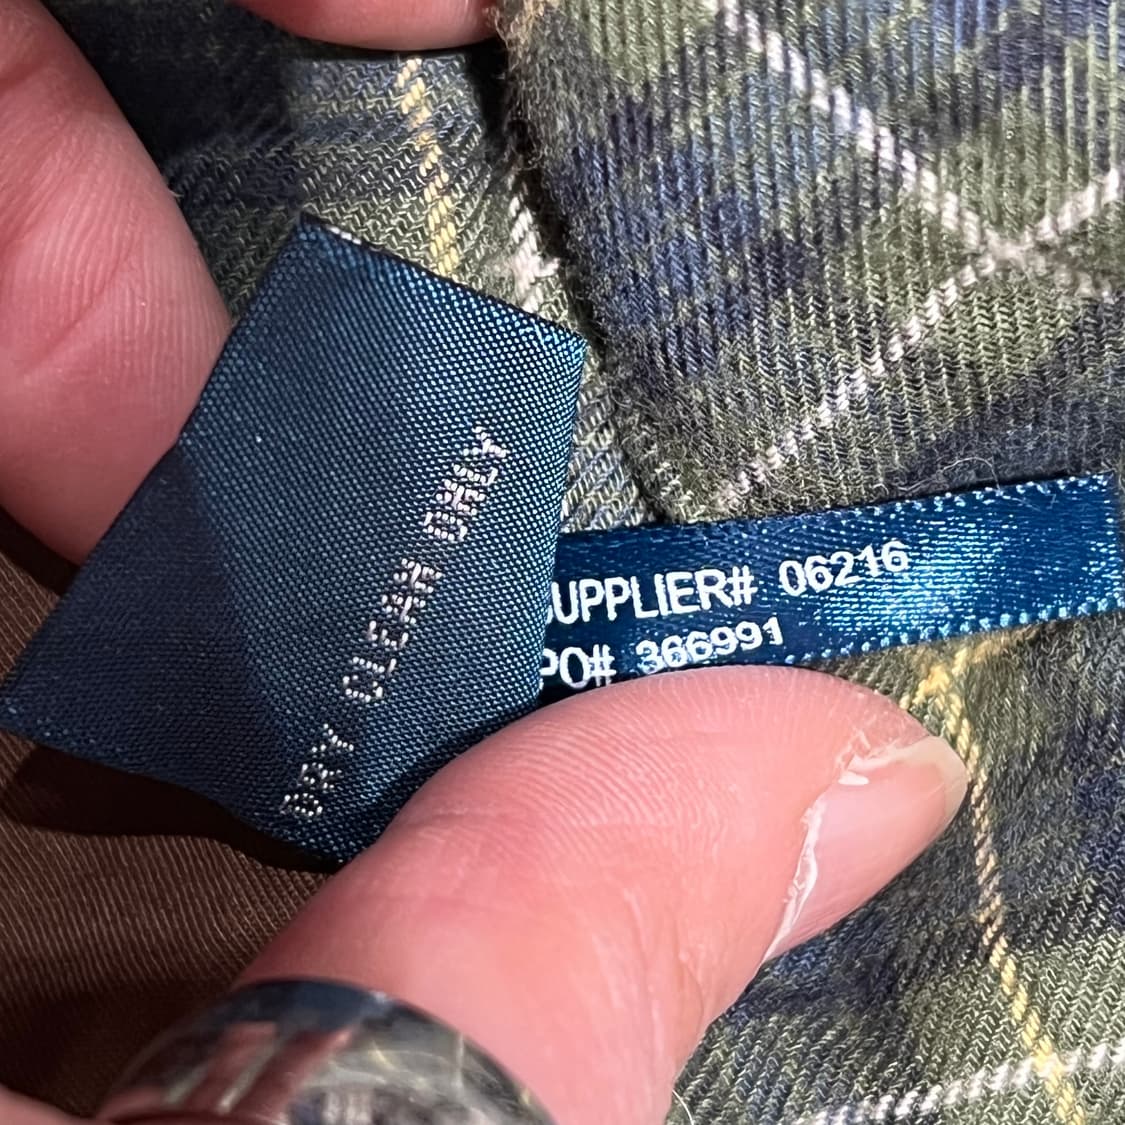 DRY CLEAN ONLY
SUPPLIER# 06216
PO# 366991